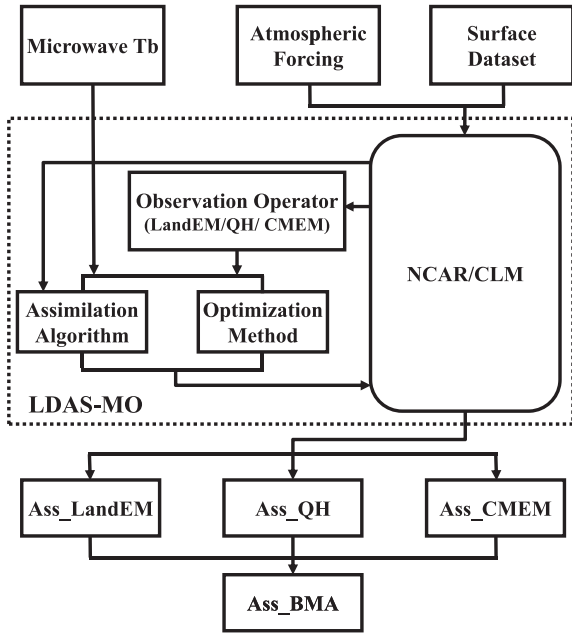 Microwave Tb
Atmospheric
Forcing
Surface
Dataset
Observation Operator
(LandEM/QH/ CMEM)
NCAR/CLM
Assimilation
Algorithm
Optimization
Method
LDAS-MO
Ass_LandEM
Ass_QH
Ass_CMEM
Ass_BMA